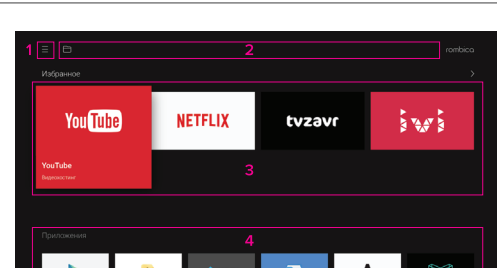 1
2
rombica
Избранное
YouTube
NETFLIX
tvzavr
ivi
YouTube
Видеохостинг
3
Приложения
4